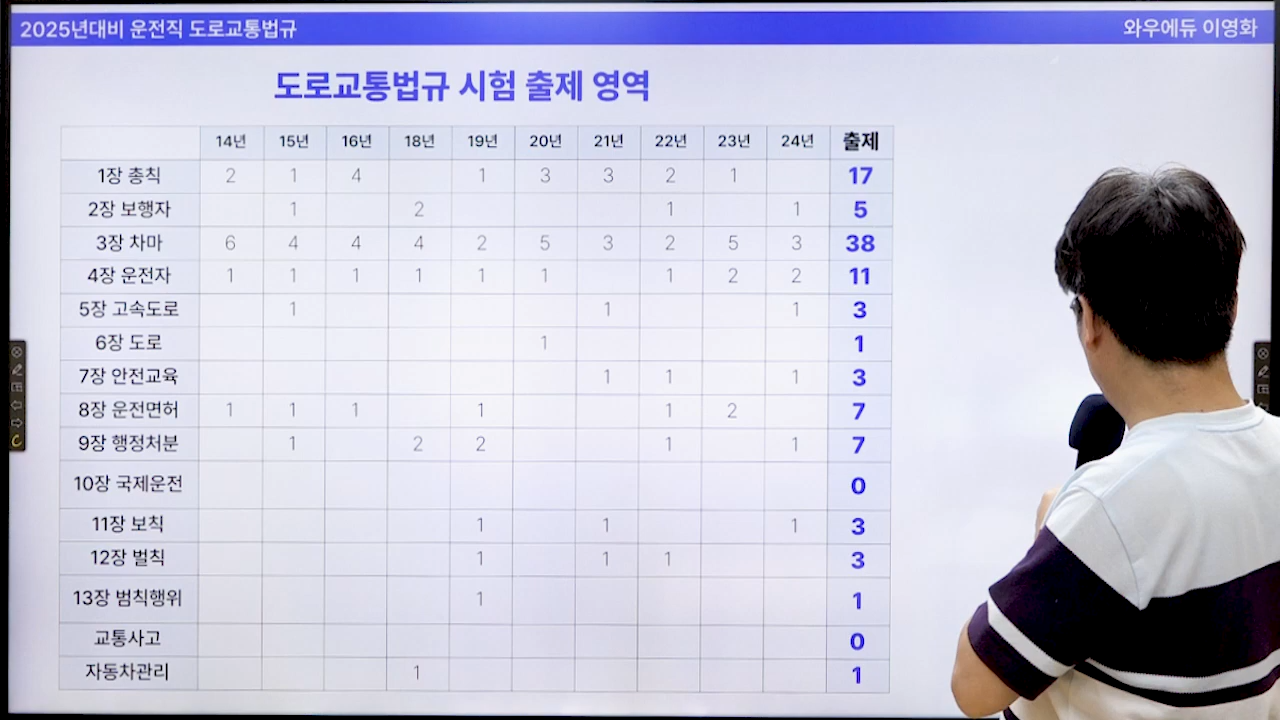 2025년대비 운전직 도로교통법규 와우에듀 이영화
도로교통법규 시험 출제 영역
14년 15년 16년 18년 19년 20년 21년 22년 23년 24년 출제
1장 총칙 2 1 4 1 3 3 2 1 17
2장 보행자 1 2 1 1 5
3장 차마 6 4 4 4 2 5 3 2 5 3 38
4장 운전자 1 1 1 1 1 1 1 2 2 11
5장 고속도로 1 1 1 3
6장 도로 1 1
7장 안전교육 1 1 1 3
8장 운전면허 1 1 1 1 1 2 7
9장 행정처분 1 2 2 1 1 7
10장 국제운전 0
11장 보칙 1 1 1 3
12장 벌칙 1 1 1 3
13장 범칙행위 1 1
교통사고 0
자동차관리 1 1